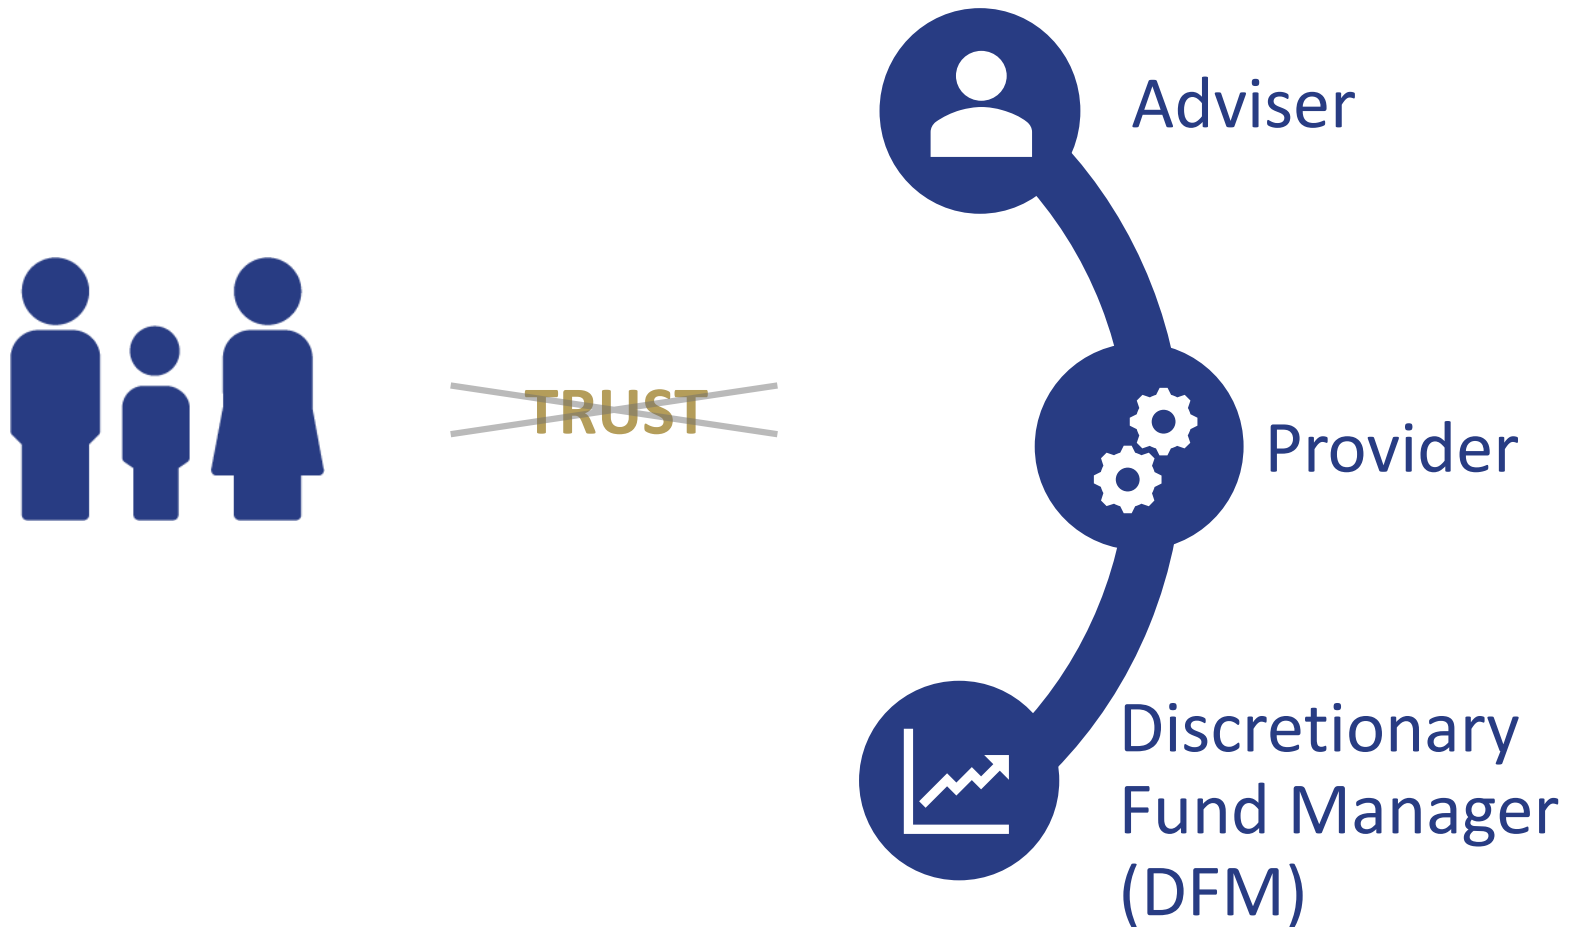 Adviser
TRUST
Provider
Discretionary
Fund Manager
(DFM)